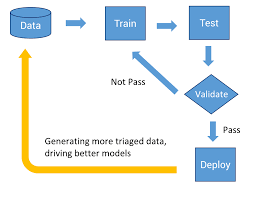 Data
Train
Test
Not Pass
Validate
Pass
Generating more triaged data,
driving better models
Deploy